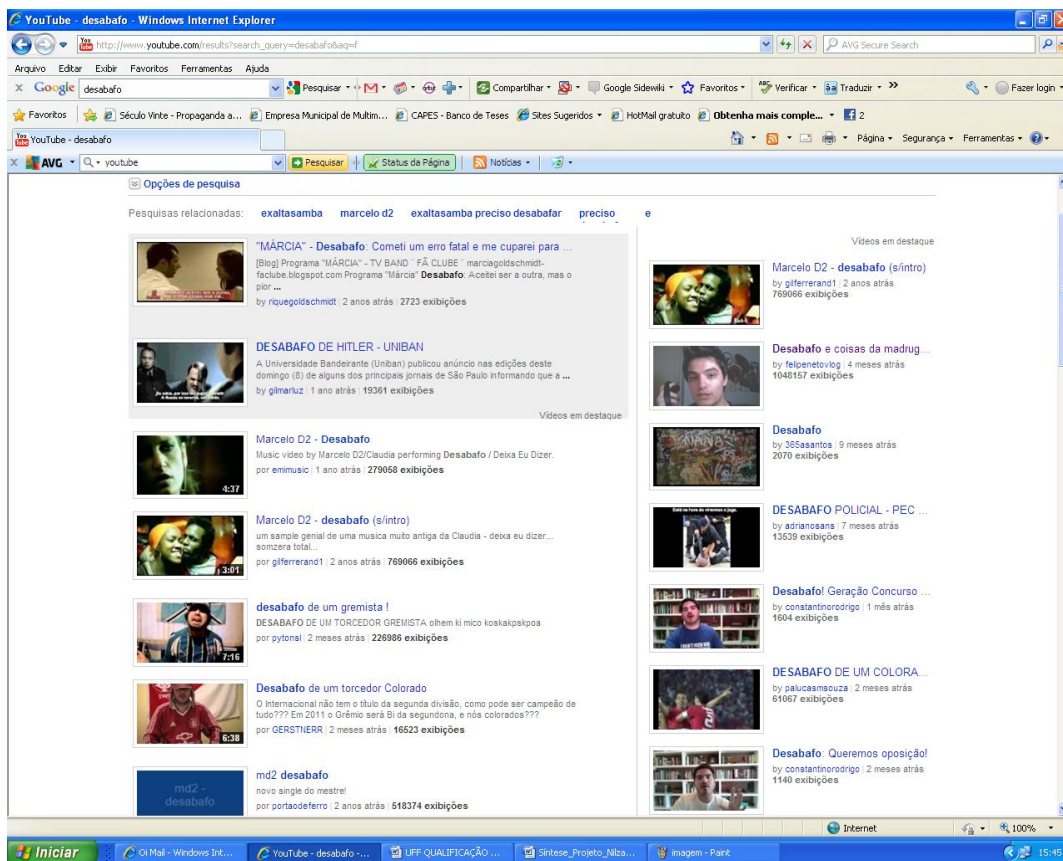 YouTube - desabafo - Windows Internet Explorer
http://www.youtube.com/results?search_query=desabafo&aq=f
AVG Secure Search
Arquivo Editar Exibir Favoritos Ferramentas Ajuda
Google desabafo Pesquisar Compartilhar Google Sidewiki Favoritos Verificar Traduzir Fazer login
Favoritos Século Vinte - Propaganda a... Empresa Municipal de Multim... CAPES - Banco de Teses Sites Sugeridos HotMail gratuito Obtenha mais comple... 2
YouTube - desabafo Página Segurança Ferramentas
AVG youtube Pesquisar Status da Página Notícias
Opções de pesquisa
Pesquisas relacionadas: exaltasamba marcelo d2 exaltasamba preciso desabafar preciso e
"MÁRCIA" - Desabafo: Cometi um erro fatal e me cuparei para ...
[Blog] Programa "MÁRCIA" - TV BAND ¨ FÃ CLUBE ¨ marciagoldschmidt-
faclube.blogspot.com Programa "Márcia" Desabafo: Aceitei ser a outra, mas o
pior ...
by riquegoldschmidt | 2 anos atrás | 2723 exibições
DESABAFO DE HITLER - UNIBAN
A Universidade Bandeirante (Uniban) publicou anúncio nas edições deste
domingo (8) de alguns dos principais jornais de São Paulo informando que a ...
by gilmarluz | 1 ano atrás | 19361 exibições
Vídeos em destaque
Marcelo D2 - Desabafo
Music video by Marcelo D2/Claudia performing Desabafo / Deixa Eu Dizer.
por emimusic | 1 ano atrás | 279058 exibições
4:37
Marcelo D2 - desabafo (s/intro)
um sample genial de uma musica muito antiga da Claudia - deixa eu dizer...
somzera total...
por gilferrerand1 | 2 anos atrás | 769066 exibições
3:01
desabafo de um gremista !
DESABAFO DE UM TORCEDOR GREMISTA olhem ki mico koskakpskpoa
por pytonsl | 2 meses atrás | 226986 exibições
7:16
Desabafo de um torcedor Colorado
O Internacional não tem o título da segunda divisão, como pode ser campeão de
tudo??? Em 2011 o Grêmio será Bi da segundona, e nós colorados???
por GERSTNERR | 2 meses atrás | 16523 exibições
6:38
md2 -
desabafo
md2 desabafo
novo single do mestre!
por portaodeferro | 2 anos atrás | 518374 exibições
Vídeos em destaque
Marcelo D2 - desabafo (s/intro)
by gilferrerand1 | 2 anos atrás
769066 exibições
Desabafo e coisas da madrug...
by felipenetovlog | 4 meses atrás
1048157 exibições
Desabafo
by 365asantos | 9 meses atrás
2070 exibições
DESABAFO POLICIAL - PEC ...
by adrianosans | 7 meses atrás
13539 exibições
Desabafo! Geração Concurso ...
by constantinorodrigo | 1 mês atrás
1604 exibições
DESABAFO DE UM COLORA...
by palucasmsouza | 2 meses atrás
61067 exibições
Desabafo: Queremos oposição!
by constantinorodrigo | 2 meses atrás
1140 exibições
Internet 100%
Iniciar Oi Mail - Windows Int... YouTube - desabafo -... UFF QUALIFICAÇÃO ... Síntese_Projeto_Nilza... imagem - Paint 15:45